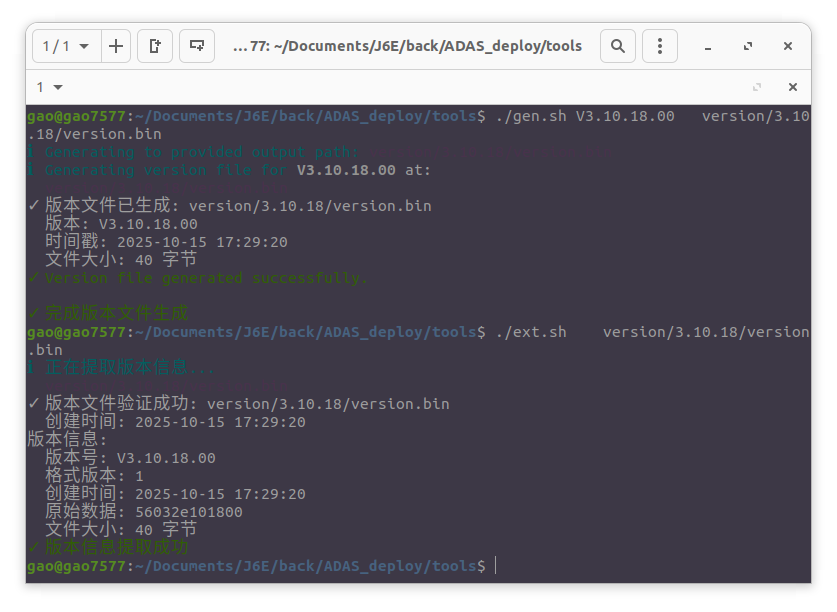 1 / 1
...77: ~/Documents/J6E/back/ADAS_deploy/tools
1
gao@gao7577:~/Documents/J6E/back/ADAS_deploy/tools$ ./gen.sh V3.10.18.00   version/3.10
.18/version.bin
ℹ Generating to provided output path:
ℹ Generating version file for V3.10.18.00 at:
✓ 版本文件已生成: version/3.10.18/version.bin
版本: V3.10.18.00
时间戳: 2025-10-15 17:29:20
文件大小: 40 字节
✓ Version file generated successfully.
✓ 完成版本文件生成
gao@gao7577:~/Documents/J6E/back/ADAS_deploy/tools$ ./ext.sh    version/3.10.18/version
.bin
ℹ 正在提取版本信息...
✓ 版本文件验证成功: version/3.10.18/version.bin
创建时间: 2025-10-15 17:29:20
版本信息:
版本号: V3.10.18.00
格式版本: 1
创建时间: 2025-10-15 17:29:20
原始数据: 56032e101800
文件大小: 40 字节
✓ 版本信息提取成功
gao@gao7577:~/Documents/J6E/back/ADAS_deploy/tools$